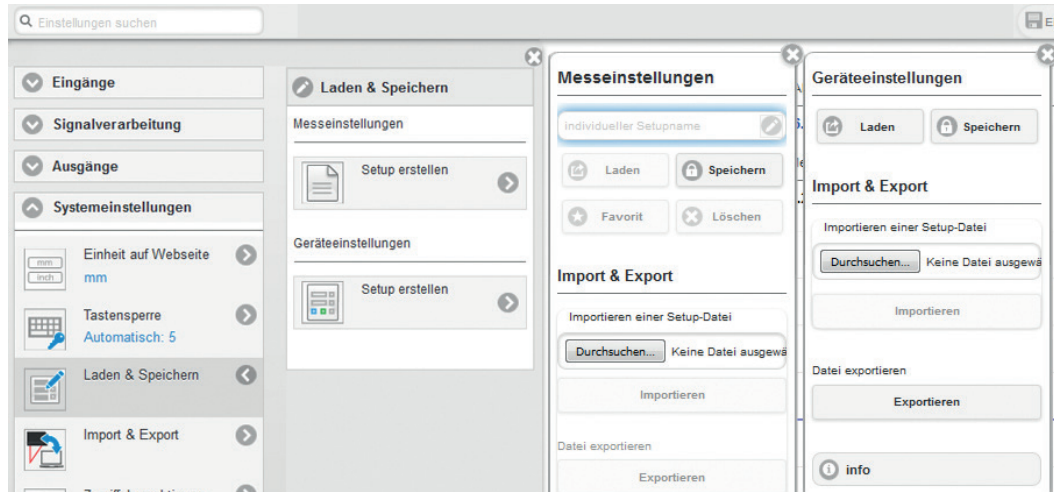 Einstellungen suchen
E
Eingänge
Signalverarbeitung
Ausgänge
Systemeinstellungen
mm
inch
Einheit auf Webseite
mm
Tastensperre
Automatisch: 5
Laden & Speichern
Import & Export
Laden & Speichern
Messeinstellungen
Setup erstellen
Geräteeinstellungen
Setup erstellen
Messeinstellungen
individueller Setupname
Laden
Speichern
Favorit
Löschen
Import & Export
Importieren einer Setup-Datei
Durchsuchen... Keine Datei ausgewä
Importieren
Datei exportieren
Exportieren
Geräteeinstellungen
Laden
Speichern
Import & Export
Importieren einer Setup-Datei
Durchsuchen... Keine Datei ausgewä
Importieren
Datei exportieren
Exportieren
info